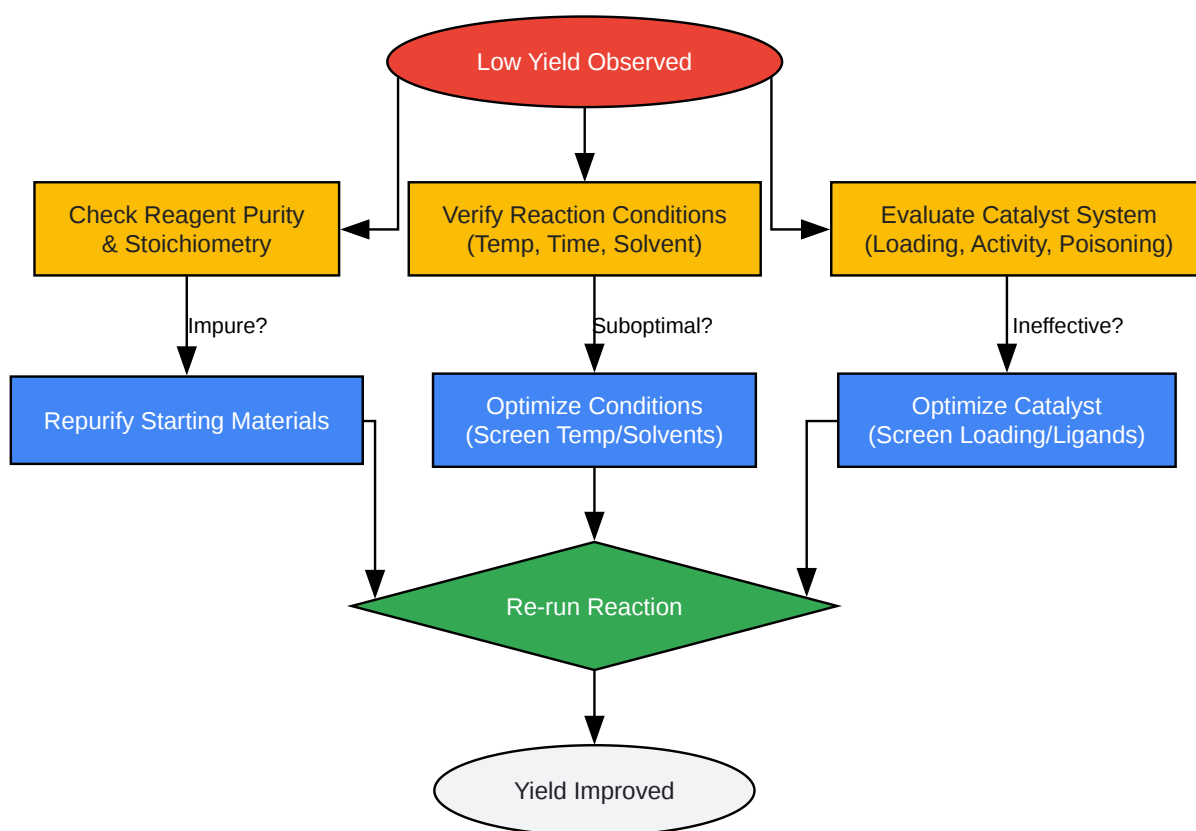 Low Yield Observed
Check Reagent Purity
& Stoichiometry
Verify Reaction Conditions
(Temp, Time, Solvent)
Evaluate Catalyst System
(Loading, Activity, Poisoning)
Impure?
Suboptimal?
Ineffective?
Repurify Starting Materials
Optimize Conditions
(Screen Temp/Solvents)
Optimize Catalyst
(Screen Loading/Ligands)
Re-run Reaction
Yield Improved